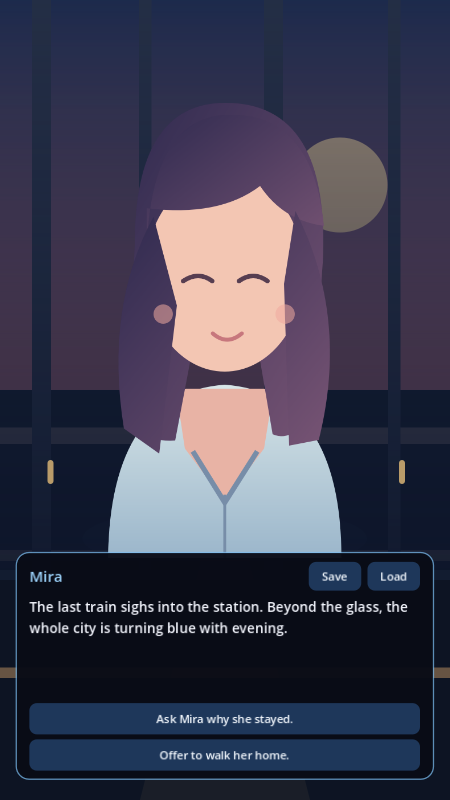 Mira
Save
Load
The last train sighs into the station. Beyond the glass, the
whole city is turning blue with evening.
Ask Mira why she stayed.
Offer to walk her home.